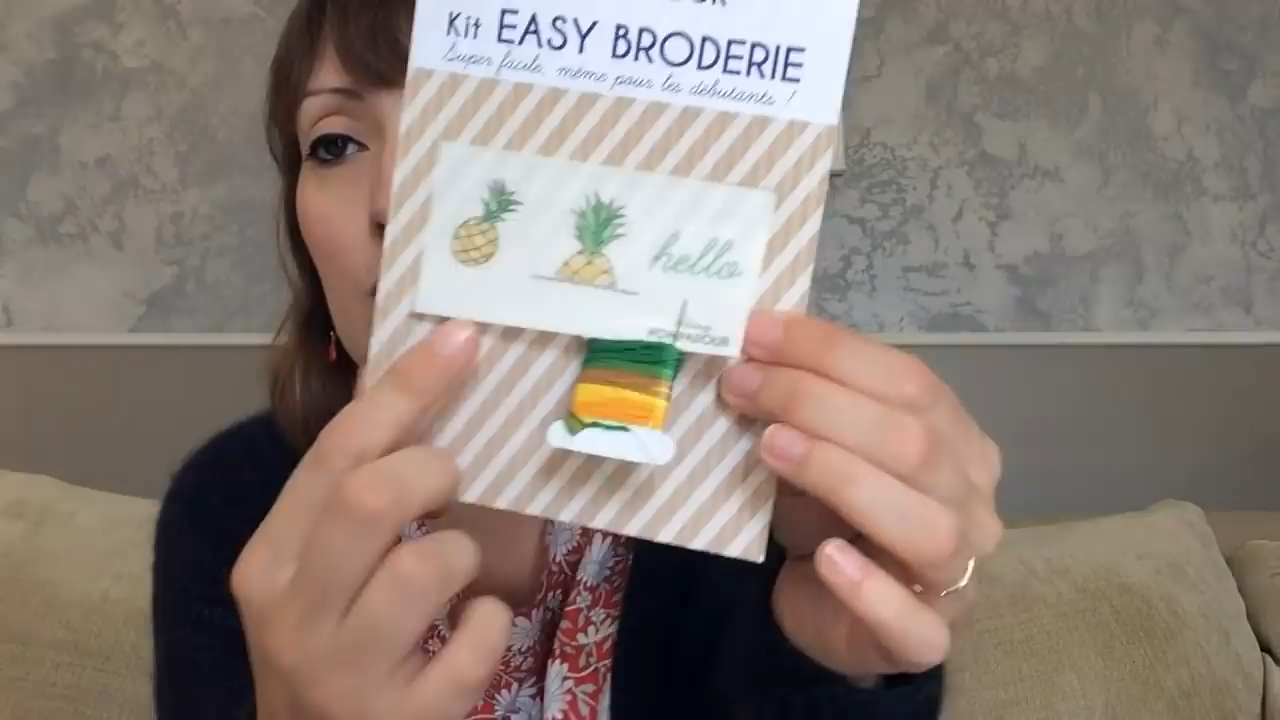 Kit EASY BRODERIE
Super facile, même pour les débutants !
hello